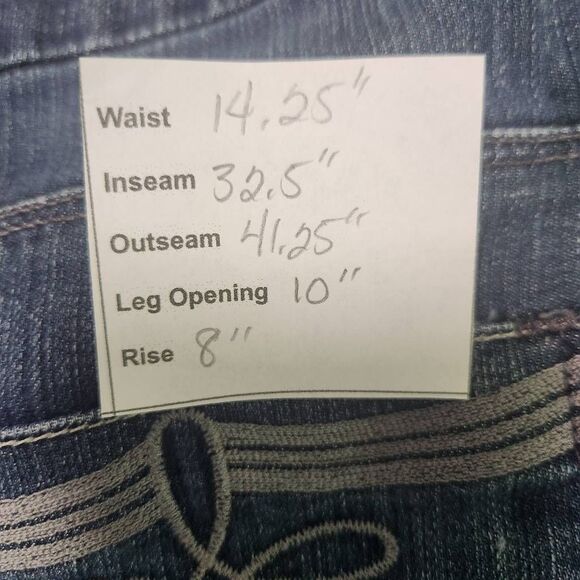 Waist 14.25"
Inseam 32.5"
Outseam 41.25"
Leg Opening 10"
Rise 8"